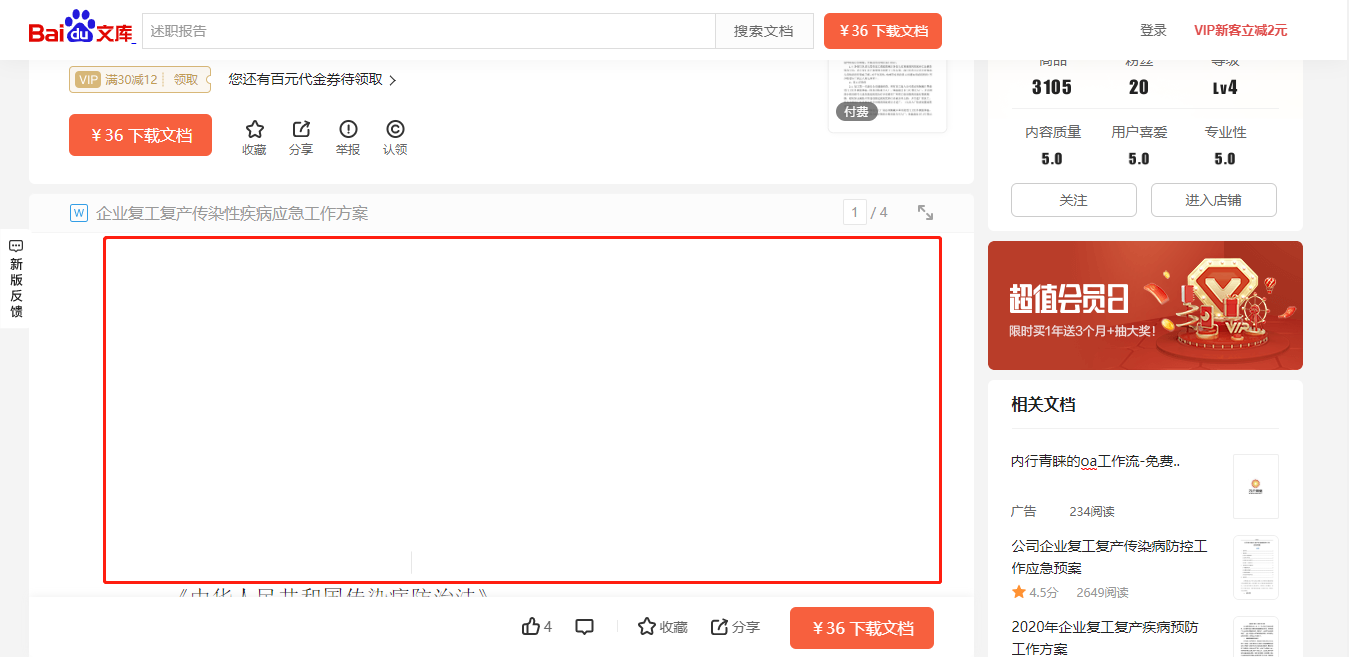 Bai du 文库
述职报告
搜索文档
￥36 下载文档
登录
VIP新客立减2元
VIP 满30减12 领取
您还有百元代金券待领取
付费
￥36 下载文档
收藏
分享
举报
认领
商品
粉丝
等级
3105
20
Lv4
内容质量
用户喜爱
专业性
5.0
5.0
5.0
关注
进入店铺
W 企业复工复产传染性疾病应急工作方案
1 / 4
新版反馈
《中华人民共和国传染病防治法》
4
收藏
分享
￥36 下载文档
超值会员日
限时买1年送3个月+抽大奖!
VIP
相关文档
内行青睐的oa工作流-免费..
广告
234阅读
公司企业复工复产传染病防控工
作应急预案
4.5分
2649阅读
2020年企业复工复产疾病预防
工作方案